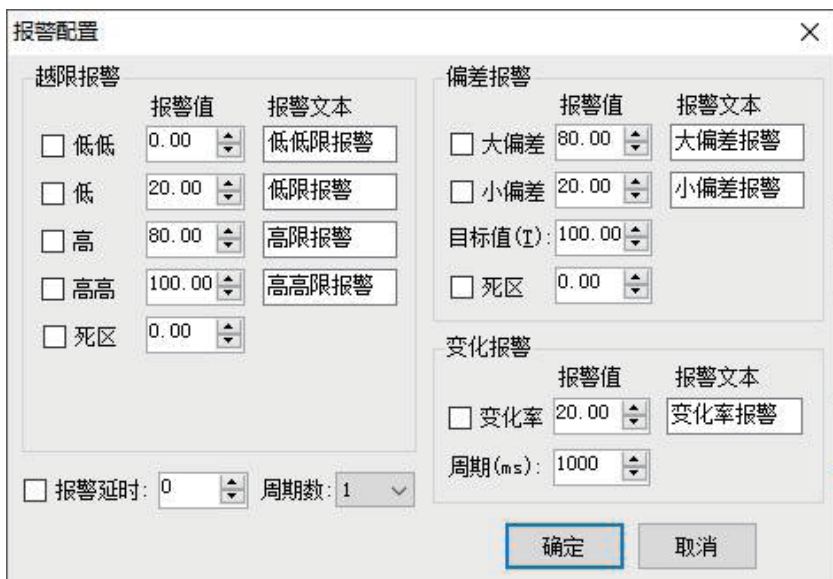 报警配置
越限报警
报警值 报警文本
低低 0.00 低低限报警
低 20.00 低限报警
高 80.00 高限报警
高高 100.00 高高限报警
死区 0.00
报警延时: 0 周期数: 1
偏差报警
报警值 报警文本
大偏差 80.00 大偏差报警
小偏差 20.00 小偏差报警
目标值(T): 100.00
死区 0.00
变化报警
报警值 报警文本
变化率 20.00 变化率报警
周期(ms): 1000
确定 取消